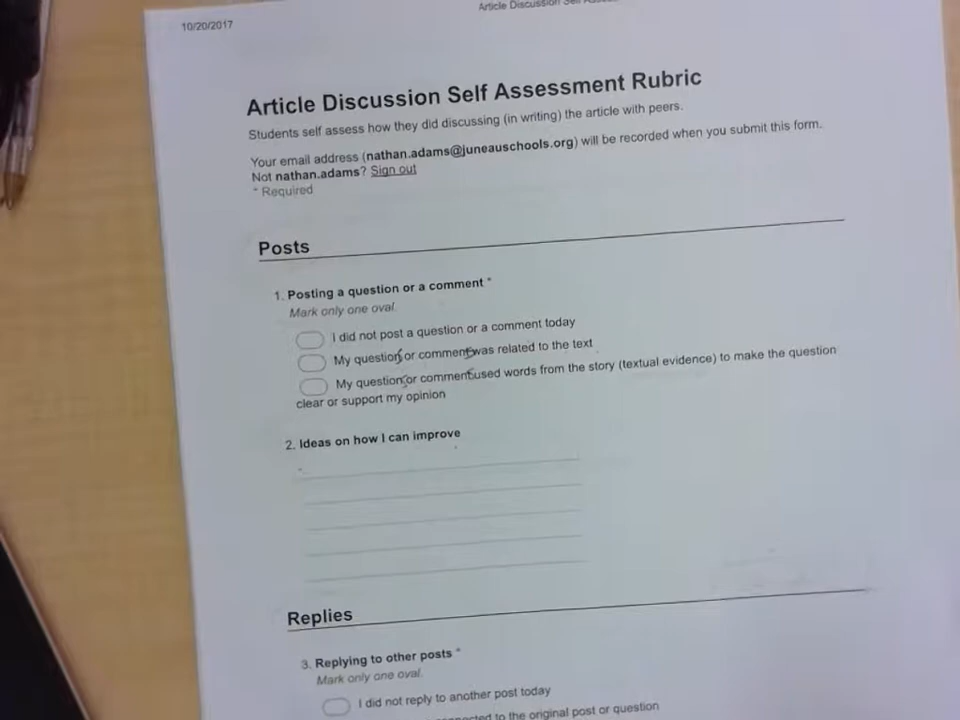 10/20/2017
Article Discussion Self
Article Discussion Self Assessment Rubric
Students self assess how they did discussing (in writing) the article with peers.
Your email address (nathan.adams@juneauschools.org) will be recorded when you submit this form.
Not nathan.adams? Sign out
* Required
Posts
1. Posting a question or a comment *
Mark only one oval.
I did not post a question or a comment today
My question or comment was related to the text
My question or comment used words from the story (textual evidence) to make the question
clear or support my opinion
2. Ideas on how I can improve
Replies
3. Replying to other posts *
Mark only one oval.
I did not reply to another post today
to the original post or question